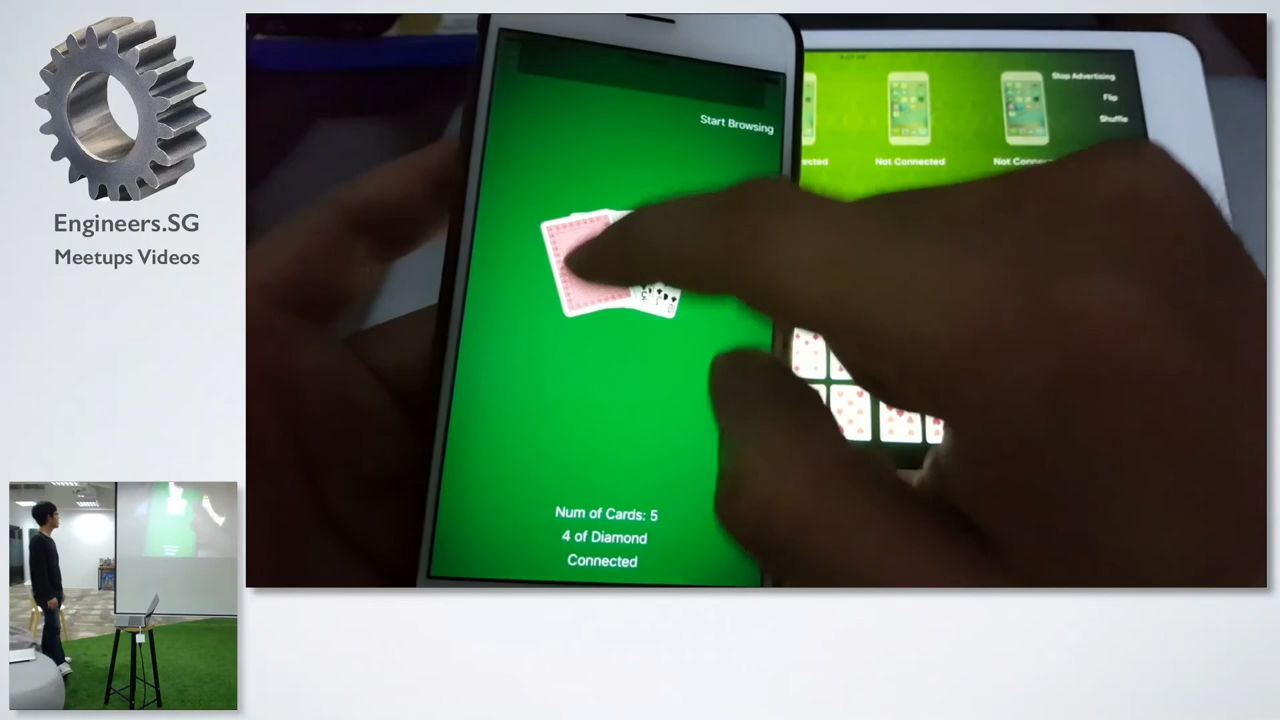 Engineers.SG
Meetups Videos
Start Browsing
Stop Advertising
Flip
Shuffle
Not Connected
Num of Cards: 5
4 of Diamond
Connected